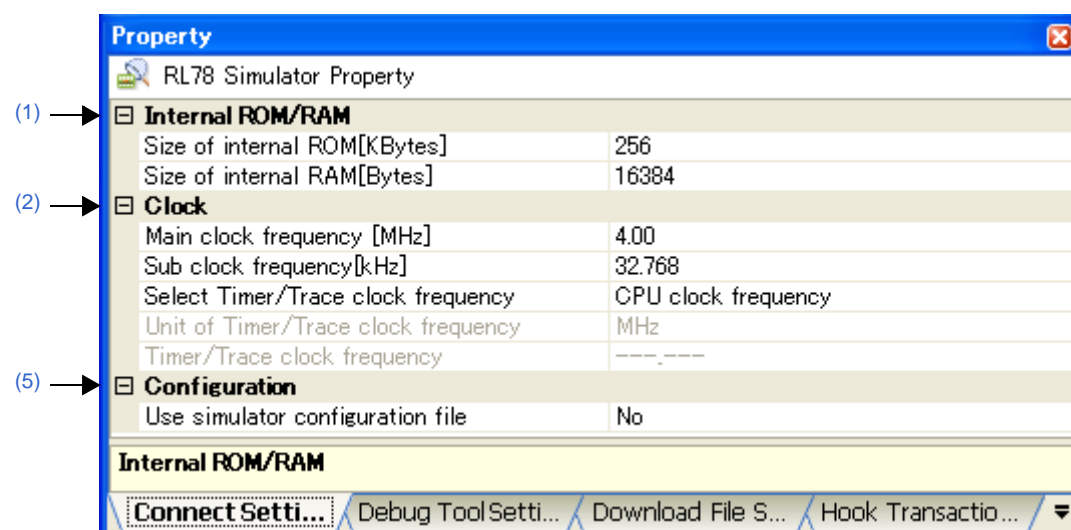 Property
RL78 Simulator Property
(1) Internal ROM/RAM
Size of internal ROM[KBytes] 256
Size of internal RAM[Bytes] 16384
(2) Clock
Main clock frequency [MHz] 4.00
Sub clock frequency[kHz] 32.768
Select Timer/Trace clock frequency CPU clock frequency
Unit of Timer/Trace clock frequency MHz
Timer/Trace clock frequency ---.---
(5) Configuration
Use simulator configuration file No
Internal ROM/RAM
Connect Setti... Debug Tool Setti... Download File S... Hook Transactio...